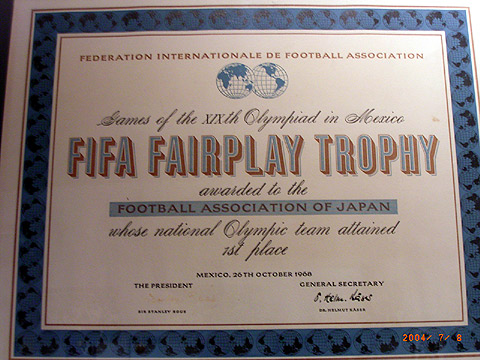 FEDERATION INTERNATIONALE DE FOOTBALL ASSOCIATION
Games of the XIXth Olympiad in Mexico
FIFA FAIRPLAY TROPHY
awarded to the
FOOTBALL ASSOCIATION OF JAPAN
whose national Olympic team attained
1st place
MEXICO, 26TH OCTOBER 1968
THE PRESIDENT GENERAL SECRETARY
SIR STANLEY ROUS DR. HELMUT KÄSER
2004/ 7/ 8